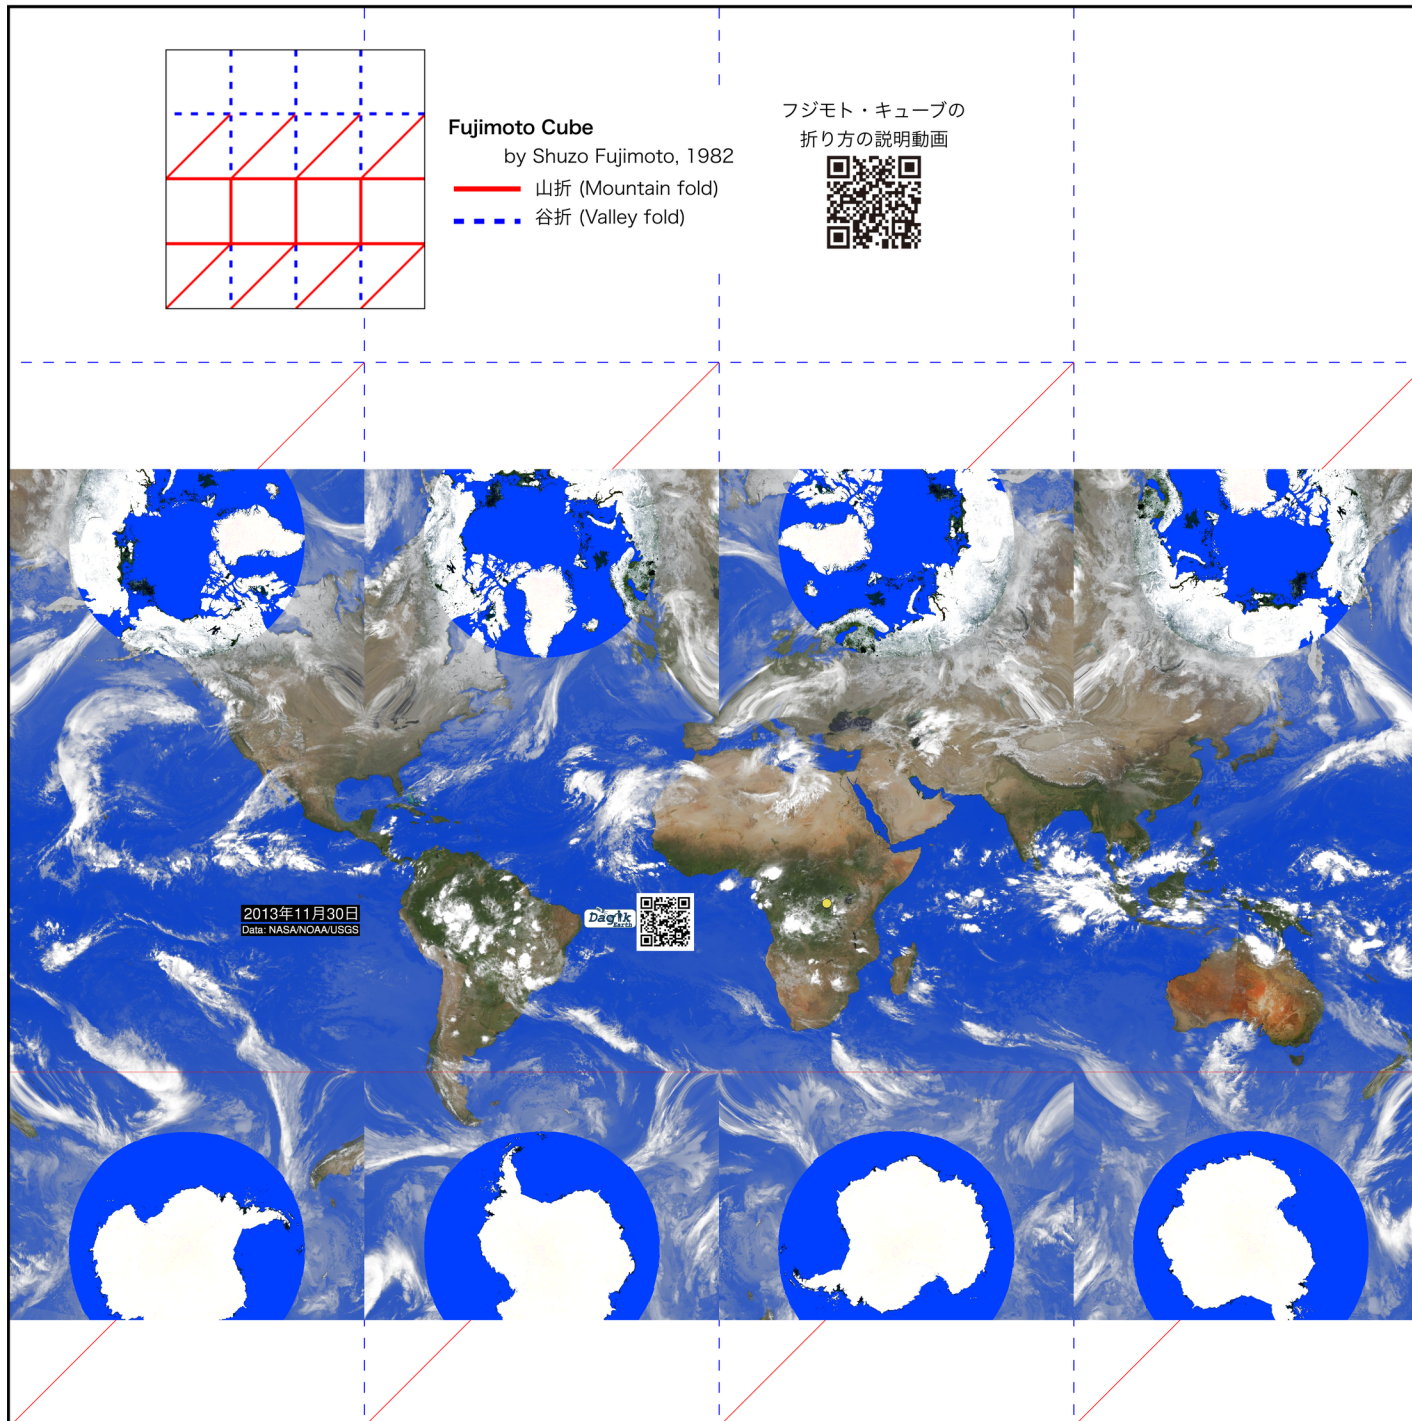 Fujimoto Cube
by Shuzo Fujimoto, 1982
山折 (Mountain fold)
谷折 (Valley fold)
フジモト・キューブの
折り方の説明動画
2013年11月30日
Data: NASA/NOAA/USGS
Dagik
Earth